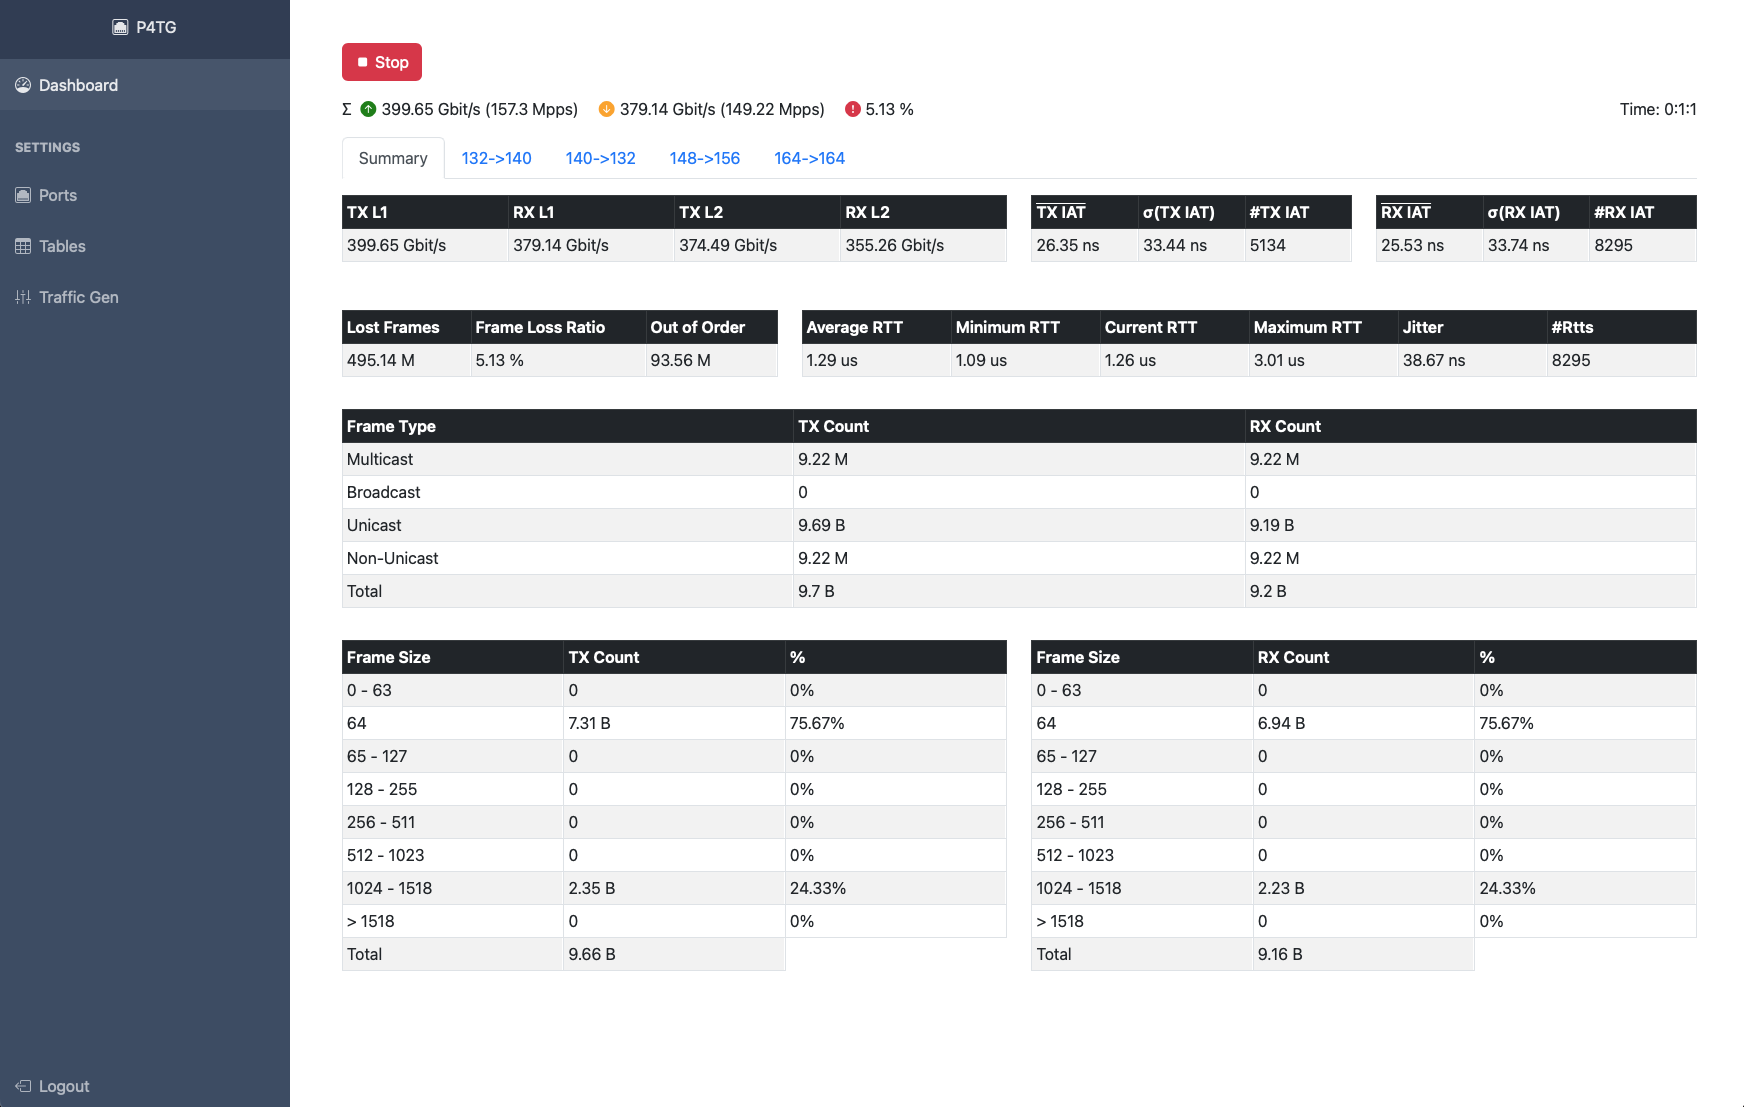 P4TG
Dashboard
SETTINGS
Ports
Tables
Traffic Gen
Logout
Stop
Σ 399.65 Gbit/s (157.3 Mpps) 379.14 Gbit/s (149.22 Mpps) 5.13 % Time: 0:1:1
Summary 132->140 140->132 148->156 164->164
TX L1 RX L1 TX L2 RX L2
399.65 Gbit/s 379.14 Gbit/s 374.49 Gbit/s 355.26 Gbit/s
TX IAT σ(TX IAT) #TX IAT
26.35 ns 33.44 ns 5134
RX IAT σ(RX IAT) #RX IAT
25.53 ns 33.74 ns 8295
Lost Frames Frame Loss Ratio Out of Order
495.14 M 5.13 % 93.56 M
Average RTT Minimum RTT Current RTT Maximum RTT Jitter #Rtts
1.29 us 1.09 us 1.26 us 3.01 us 38.67 ns 8295
Frame Type TX Count RX Count
Multicast 9.22 M 9.22 M
Broadcast 0 0
Unicast 9.69 B 9.19 B
Non-Unicast 9.22 M 9.22 M
Total 9.7 B 9.2 B
Frame Size TX Count %
0 - 63 0 0%
64 7.31 B 75.67%
65 - 127 0 0%
128 - 255 0 0%
256 - 511 0 0%
512 - 1023 0 0%
1024 - 1518 2.35 B 24.33%
> 1518 0 0%
Total 9.66 B
Frame Size RX Count %
0 - 63 0 0%
64 6.94 B 75.67%
65 - 127 0 0%
128 - 255 0 0%
256 - 511 0 0%
512 - 1023 0 0%
1024 - 1518 2.23 B 24.33%
> 1518 0 0%
Total 9.16 B